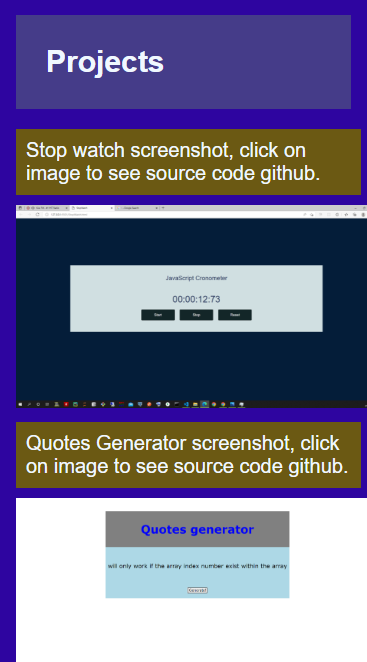 Projects
Stop watch screenshot, click on
image to see source code github.
JavaScript Cronometer
00:00:12:73
Start Stop Reset
Quotes Generator screenshot, click
on image to see source code github.
Quotes generator
will only work if the array index number exist within the array
Generate!